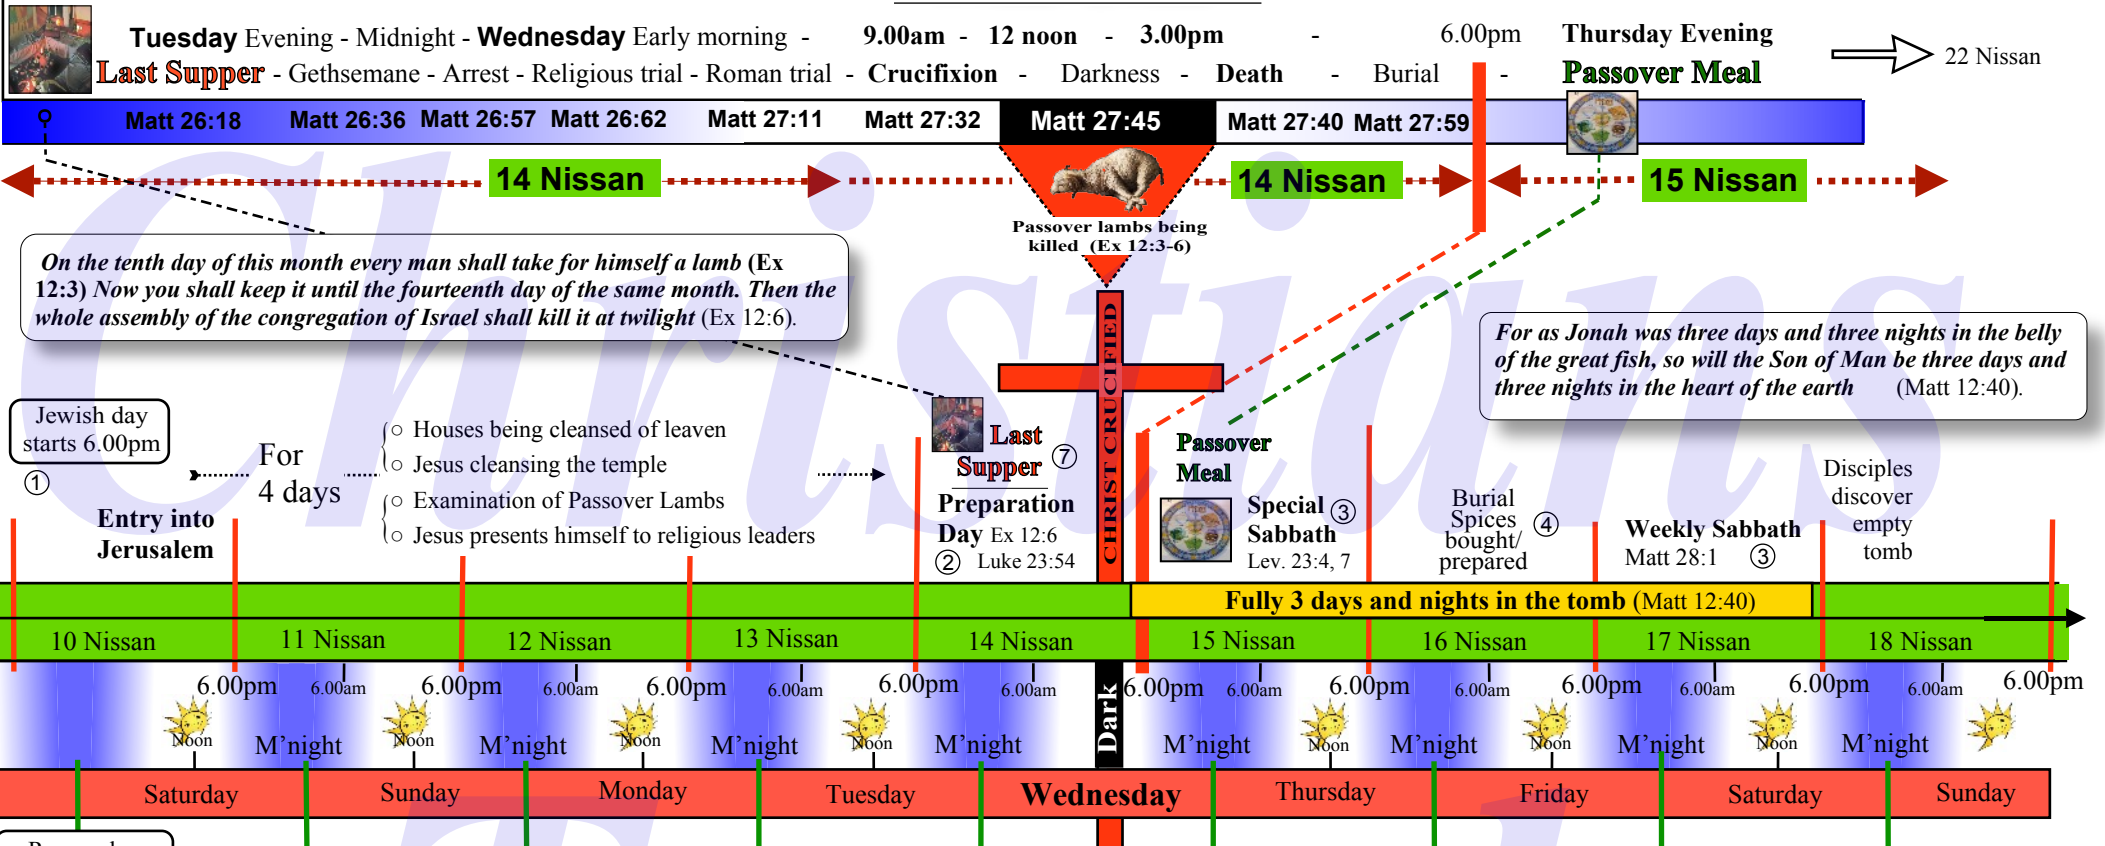 Tuesday Evening - Midnight - Wednesday Early morning - 9.00am - 12 noon - 3.00pm - 6.00pm Thursday Evening
Last Supper - Gethsemane - Arrest - Religious trial - Roman trial - Crucifixion - Darkness - Death - Burial - Passover Meal
22 Nissan
Matt 26:18 Matt 26:36 Matt 26:57 Matt 26:62 Matt 27:11 Matt 27:32 Matt 27:45 Matt 27:40 Matt 27:59
14 Nissan 14 Nissan 15 Nissan
Passover lambs being
killed (Ex 12:3-6)
On the tenth day of this month every man shall take for himself a lamb (Ex
12:3) Now you shall keep it until the fourteenth day of the same month. Then the
whole assembly of the congregation of Israel shall kill it at twilight (Ex 12:6).
For as Jonah was three days and three nights in the belly
of the great fish, so will the Son of Man be three days and
three nights in the heart of the earth (Matt 12:40).
Christians
CHRIST CRUCIFIED
Jewish day
starts 6.00pm
1
Entry into
Jerusalem
For
4 days
○ Houses being cleansed of leaven
○ Jesus cleansing the temple
○ Examination of Passover Lambs
○ Jesus presents himself to religious leaders
Last
Supper 7
Preparation
Day Ex 12:6
2 Luke 23:54
Passover
Meal
Special 3
Sabbath
Lev. 23:4, 7
Burial
Spices 4
bought/
prepared
Weekly Sabbath
Matt 28:1 3
Disciples
discover
empty
tomb
Fully 3 days and nights in the tomb (Matt 12:40)
10 Nissan 11 Nissan 12 Nissan 13 Nissan 14 Nissan 15 Nissan 16 Nissan 17 Nissan 18 Nissan
6.00pm 6.00am 6.00pm 6.00am 6.00pm 6.00am 6.00pm 6.00am 6.00pm 6.00am 6.00pm 6.00am 6.00pm 6.00am 6.00pm 6.00am 6.00pm
Dark
Noon M'night Noon M'night Noon M'night Noon M'night M'night Noon M'night Noon M'night Noon M'night
Saturday Sunday Monday Tuesday Wednesday Thursday Friday Saturday Sunday